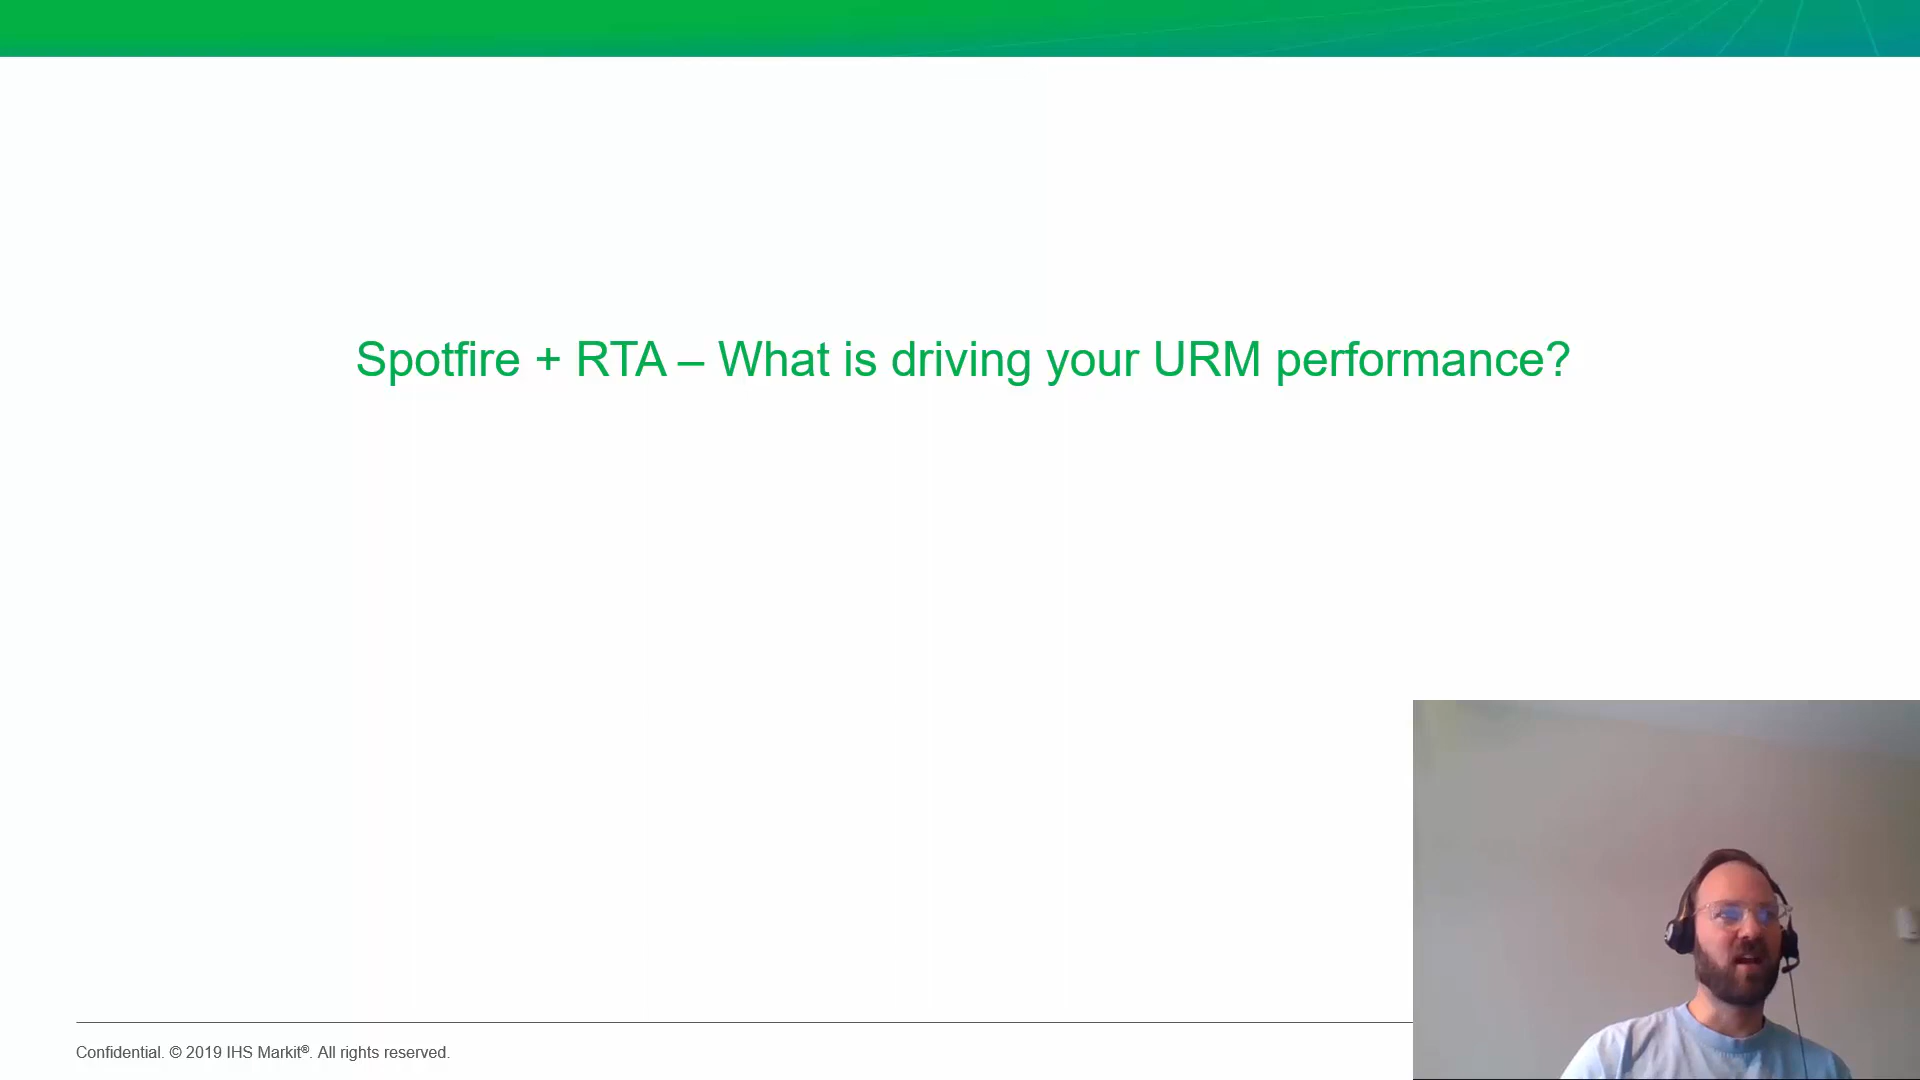 Spotfire + RTA – What is driving your URM performance?
Confidential. © 2019 IHS Markit®. All rights reserved.